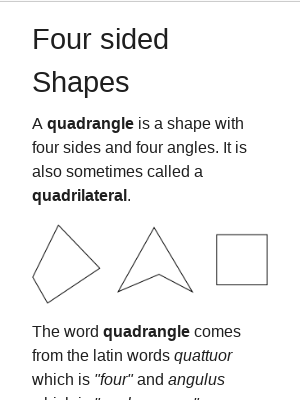 Four sided
Shapes
A quadrangle is a shape with
four sides and four angles. It is
also sometimes called a
quadrilateral.
The word quadrangle comes
from the latin words quattuor
which is "four" and angulus